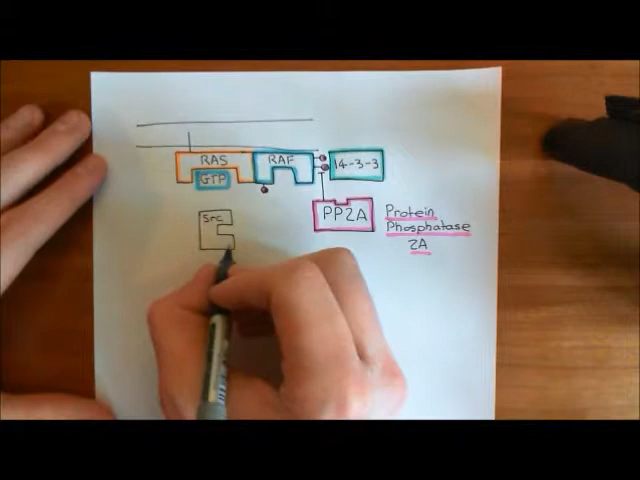 RAS
RAF
14-3-3
GTP
PP2A
Protein
Phosphatase
2A
Src